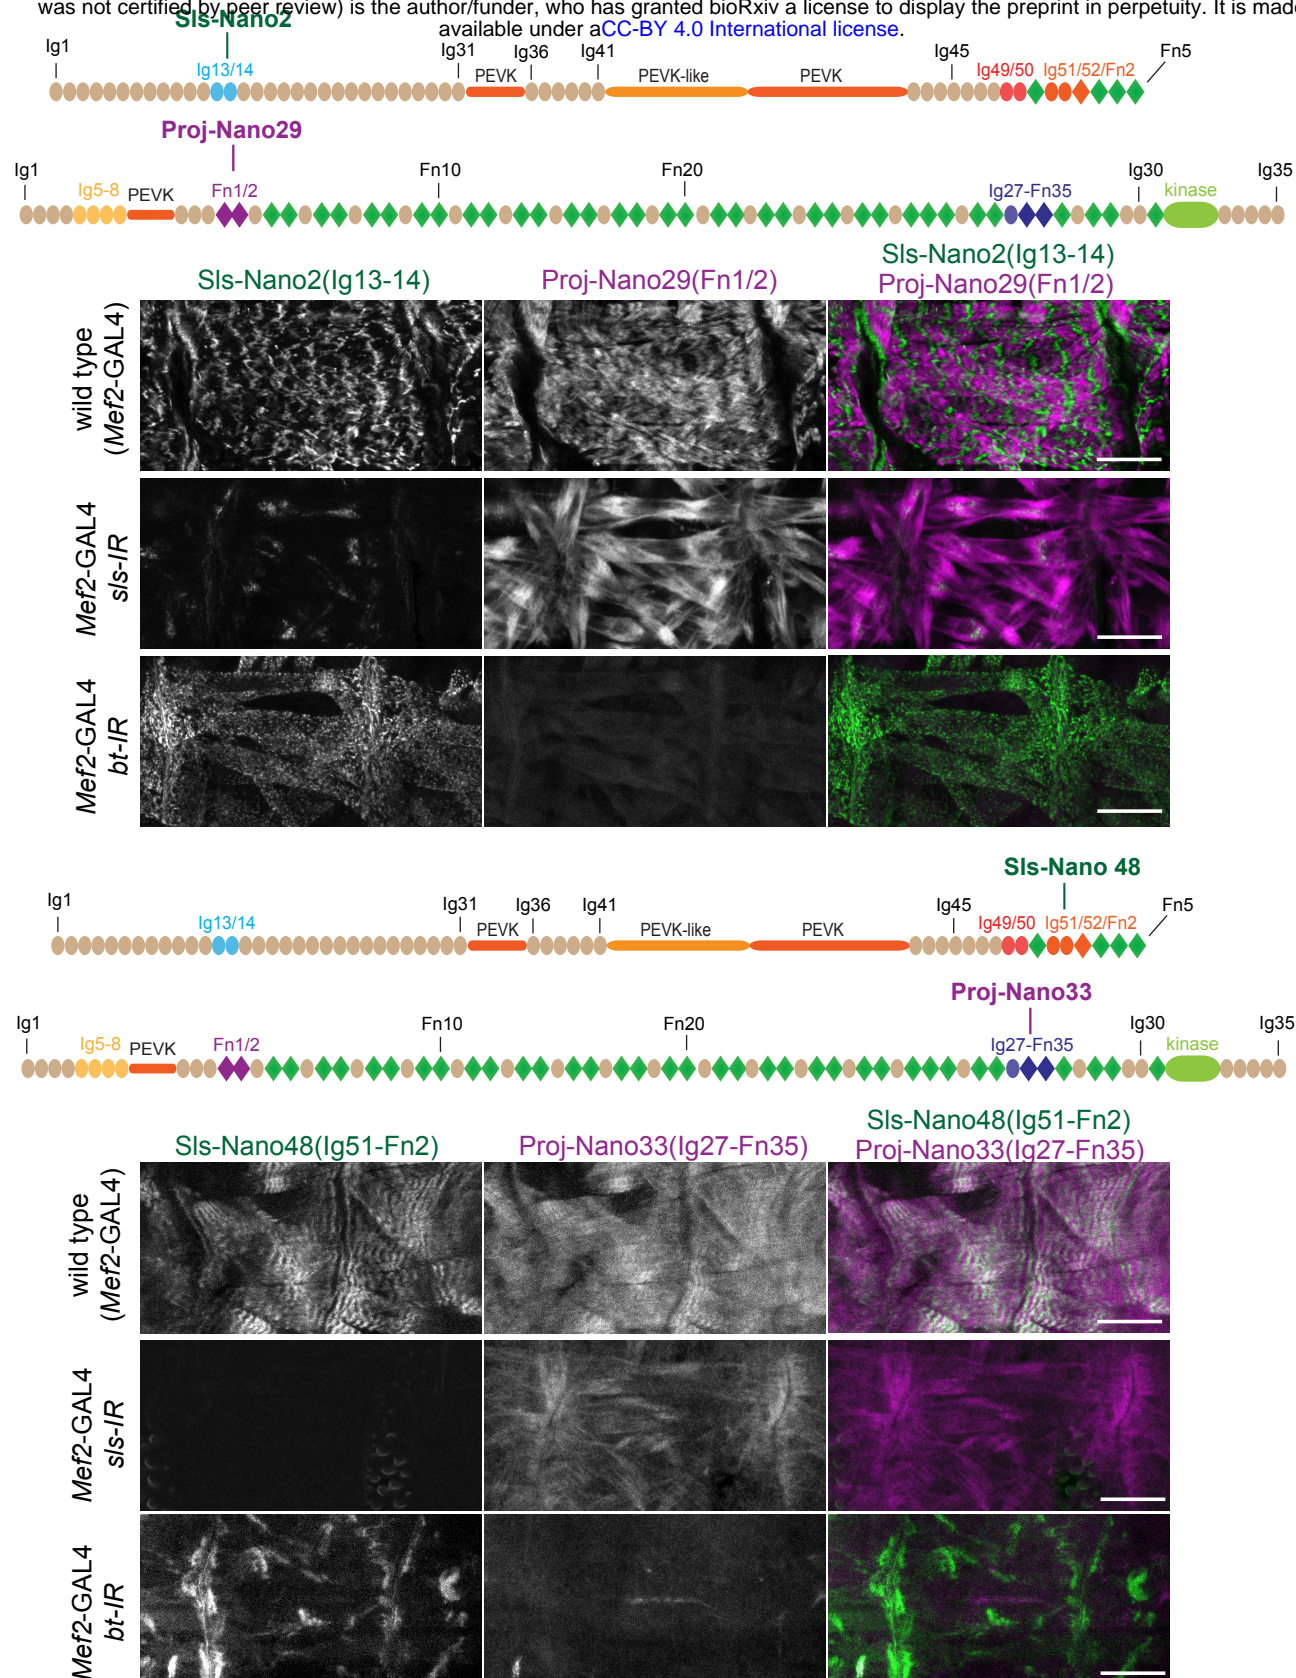 was not certified by peer review) is the author/funder, who has granted bioRxiv a license to display the preprint in perpetuity. It is made
available under aCC-BY 4.0 International license.
Sls-Nano2
Ig1 Ig13/14 Ig31 PEVK Ig36 Ig41 PEVK-like PEVK Ig45 Ig49/50 Ig51/52/Fn2 Fn5
Proj-Nano29
Ig1 Ig5-8 PEVK Fn1/2 Fn10 Fn20 Ig27-Fn35 Ig30 kinase Ig35
Sls-Nano2(Ig13-14) Proj-Nano29(Fn1/2) Sls-Nano2(Ig13-14)
Proj-Nano29(Fn1/2)
wild type
(Mef2-GAL4)
Mef2-GAL4
sls-IR
Mef2-GAL4
bt-IR
Sls-Nano 48
Ig1 Ig13/14 Ig31 PEVK Ig36 Ig41 PEVK-like PEVK Ig45 Ig49/50 Ig51/52/Fn2 Fn5
Proj-Nano33
Ig1 Ig5-8 PEVK Fn1/2 Fn10 Fn20 Ig27-Fn35 Ig30 kinase Ig35
Sls-Nano48(Ig51-Fn2) Proj-Nano33(Ig27-Fn35) Sls-Nano48(Ig51-Fn2)
Proj-Nano33(Ig27-Fn35)
wild type
(Mef2-GAL4)
Mef2-GAL4
sls-IR
Mef2-GAL4
bt-IR